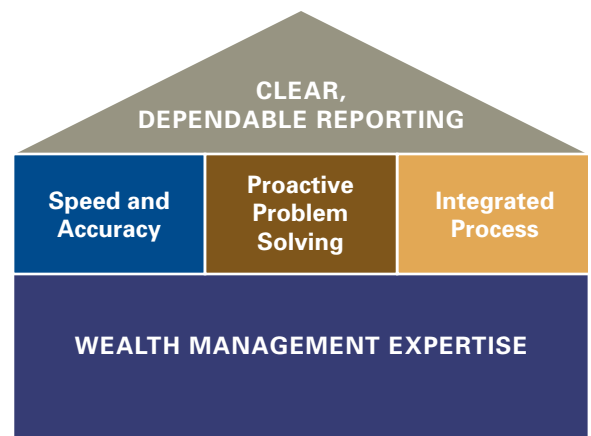 CLEAR,
DEPENDABLE REPORTING
Speed and
Accuracy
Proactive
Problem
Solving
Integrated
Process
WEALTH MANAGEMENT EXPERTISE